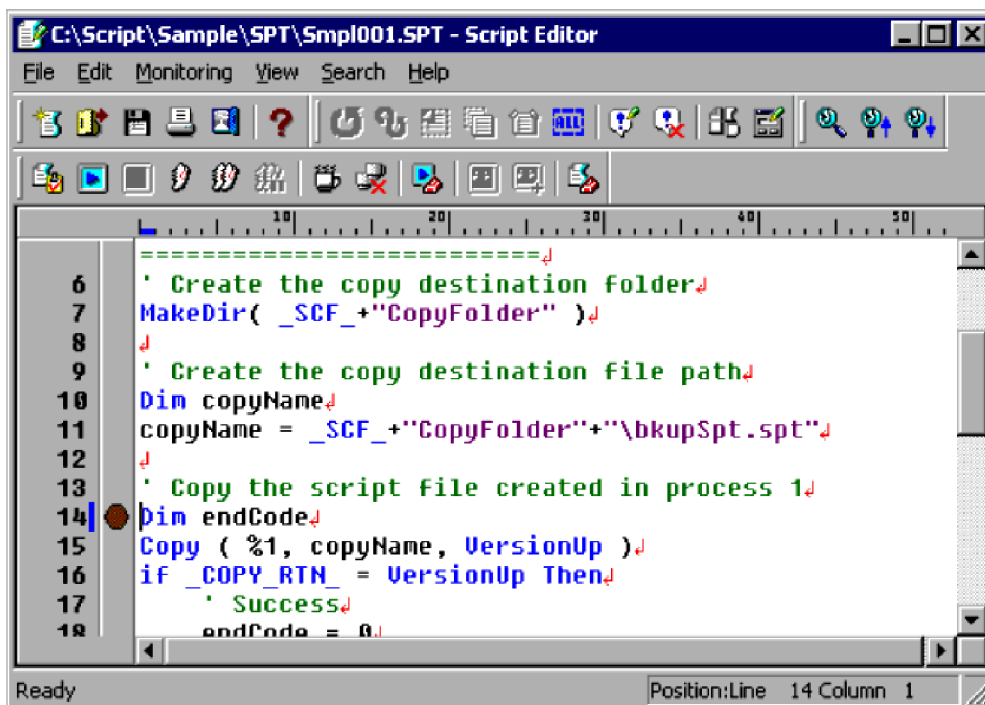 C:\Script\Sample\SPT\Smpl001.SPT - Script Editor
File Edit Monitoring View Search Help
ALL
10 20 30 40 50
==========================
6 ' Create the copy destination folder
7 MakeDir( _SCF_+"CopyFolder" )
8
9 ' Create the copy destination file path
10 Dim copyName
11 copyName = _SCF_+"CopyFolder"+"\bkupSpt.spt"
12
13 ' Copy the script file created in process 1
14 Dim endCode
15 Copy ( %1, copyName, VersionUp )
16 if _COPY_RTN_ = VersionUp Then
17 ' Success
18 endCode = 0
Ready Position:Line 14 Column 1